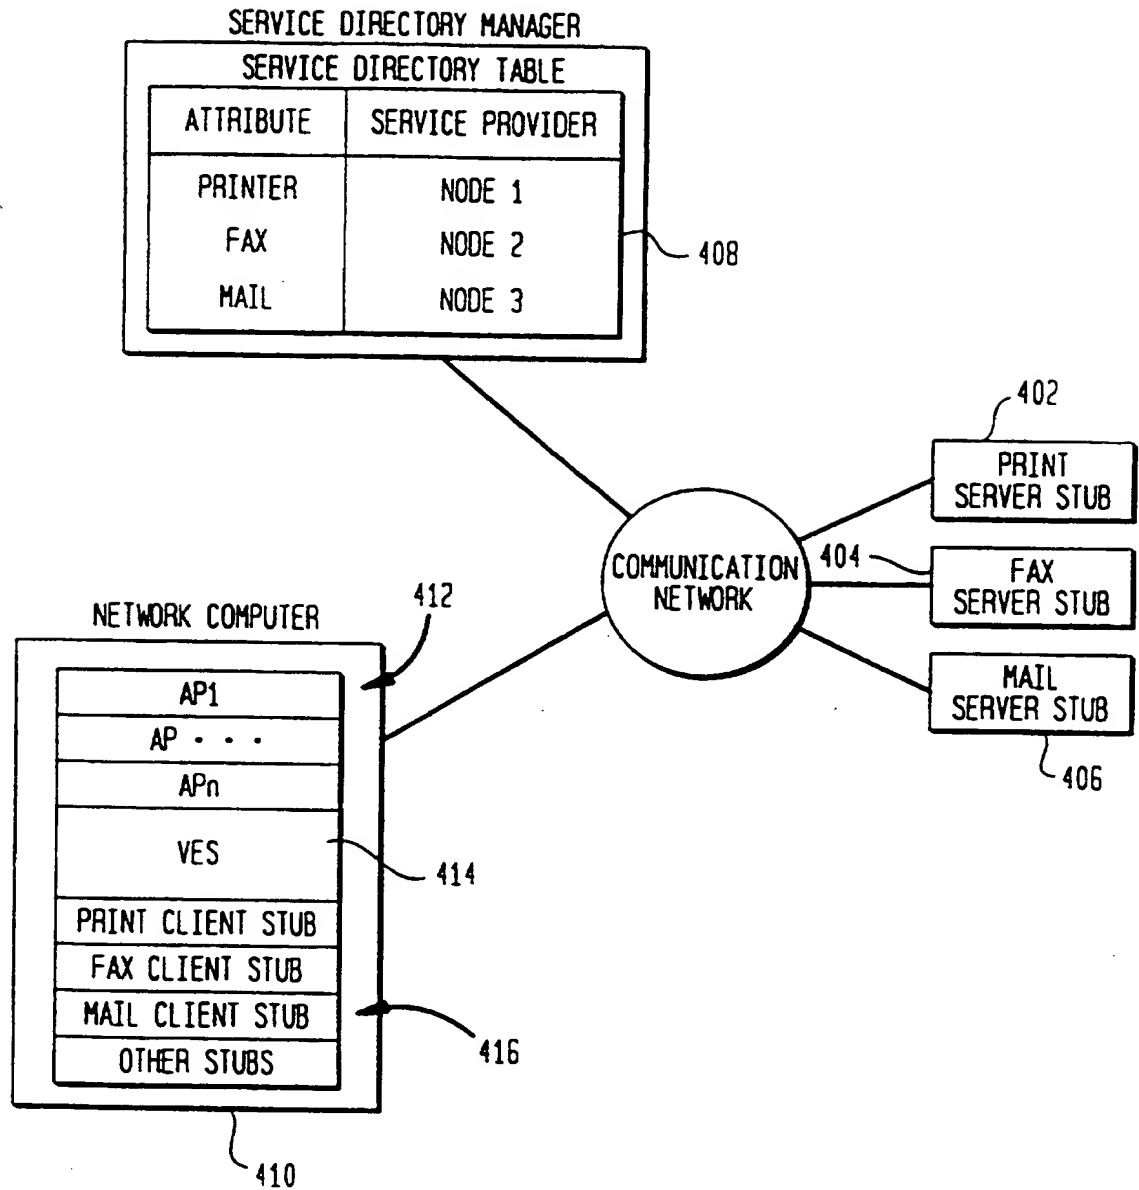 SERVICE DIRECTORY MANAGER
SERVICE DIRECTORY TABLE
ATTRIBUTE SERVICE PROVIDER
PRINTER NODE 1
FAX NODE 2
MAIL NODE 3
408
402
PRINT
SERVER STUB
COMMUNICATION
NETWORK
404
FAX
SERVER STUB
MAIL
SERVER STUB
406
NETWORK COMPUTER
412
AP1
AP · · ·
APn
VES
414
PRINT CLIENT STUB
FAX CLIENT STUB
MAIL CLIENT STUB
OTHER STUBS
416
410